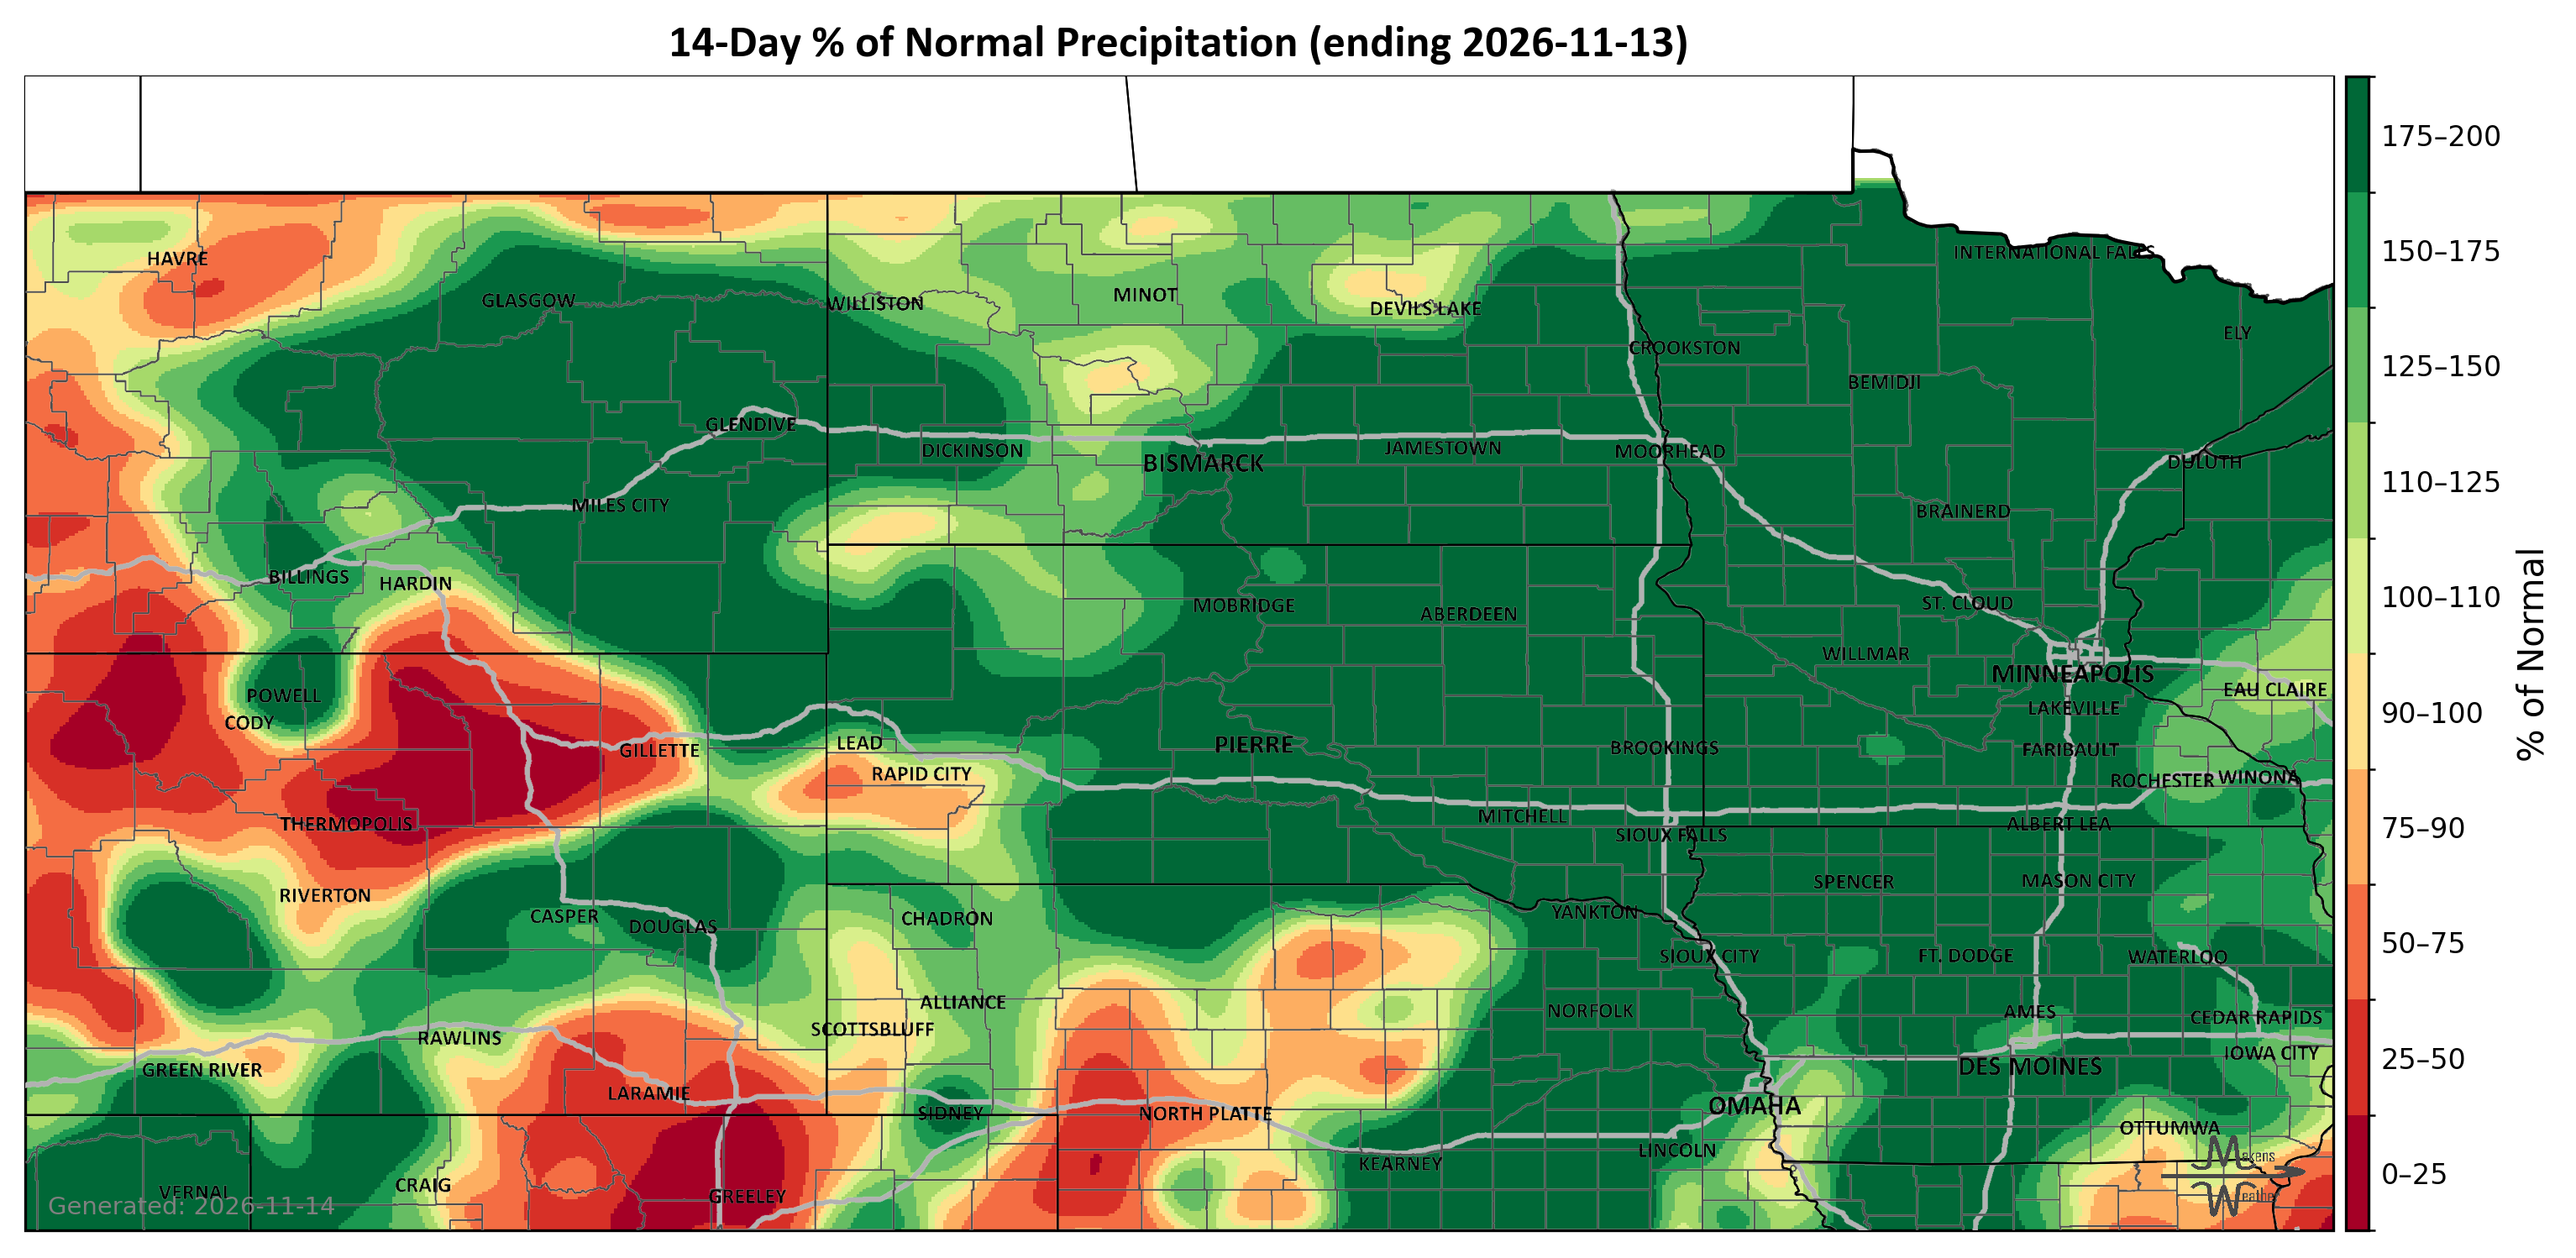 14-Day % of Normal Precipitation (ending 2026-11-13)
175–200
INTERNATIONAL FALLS
150–175
HAVRE
GLASGOW
WILLISTON
MINOT
DEVILS LAKE
ELY
CROOKSTON
125–150
BEMIDJI
GLENDIVE
DICKINSON
BISMARCK
JAMESTOWN
MOORHEAD
DULUTH
110–125
MILES CITY
BRAINERD
BILLINGS
HARDIN
MOBRIDGE
ABERDEEN
ST. CLOUD
100–110
WILLMAR
MINNEAPOLIS
POWELL
EAU CLAIRE
CODY
LAKEVILLE
90–100
% of Normal
GILLETTE
LEAD
PIERRE
BROOKINGS
FARIBAULT
RAPID CITY
ROCHESTER
WINONA
THERMOPOLIS
MITCHELL
SIOUX FALLS
ALBERT LEA
75–90
RIVERTON
SPENCER
MASON CITY
CASPER
DOUGLAS
CHADRON
YANKTON
SIOUX CITY
FT. DODGE
WATERLOO
50–75
ALLIANCE
NORFOLK
AMES
SCOTTSBLUFF
CEDAR RAPIDS
RAWLINS
GREEN RIVER
DES MOINES
IOWA CITY
25–50
LARAMIE
SIDNEY
NORTH PLATTE
OMAHA
OTTUMWA
KEARNEY
LINCOLN
Makens
Weather
VERNAL
CRAIG
GREELEY
0–25
Generated: 2026-11-14